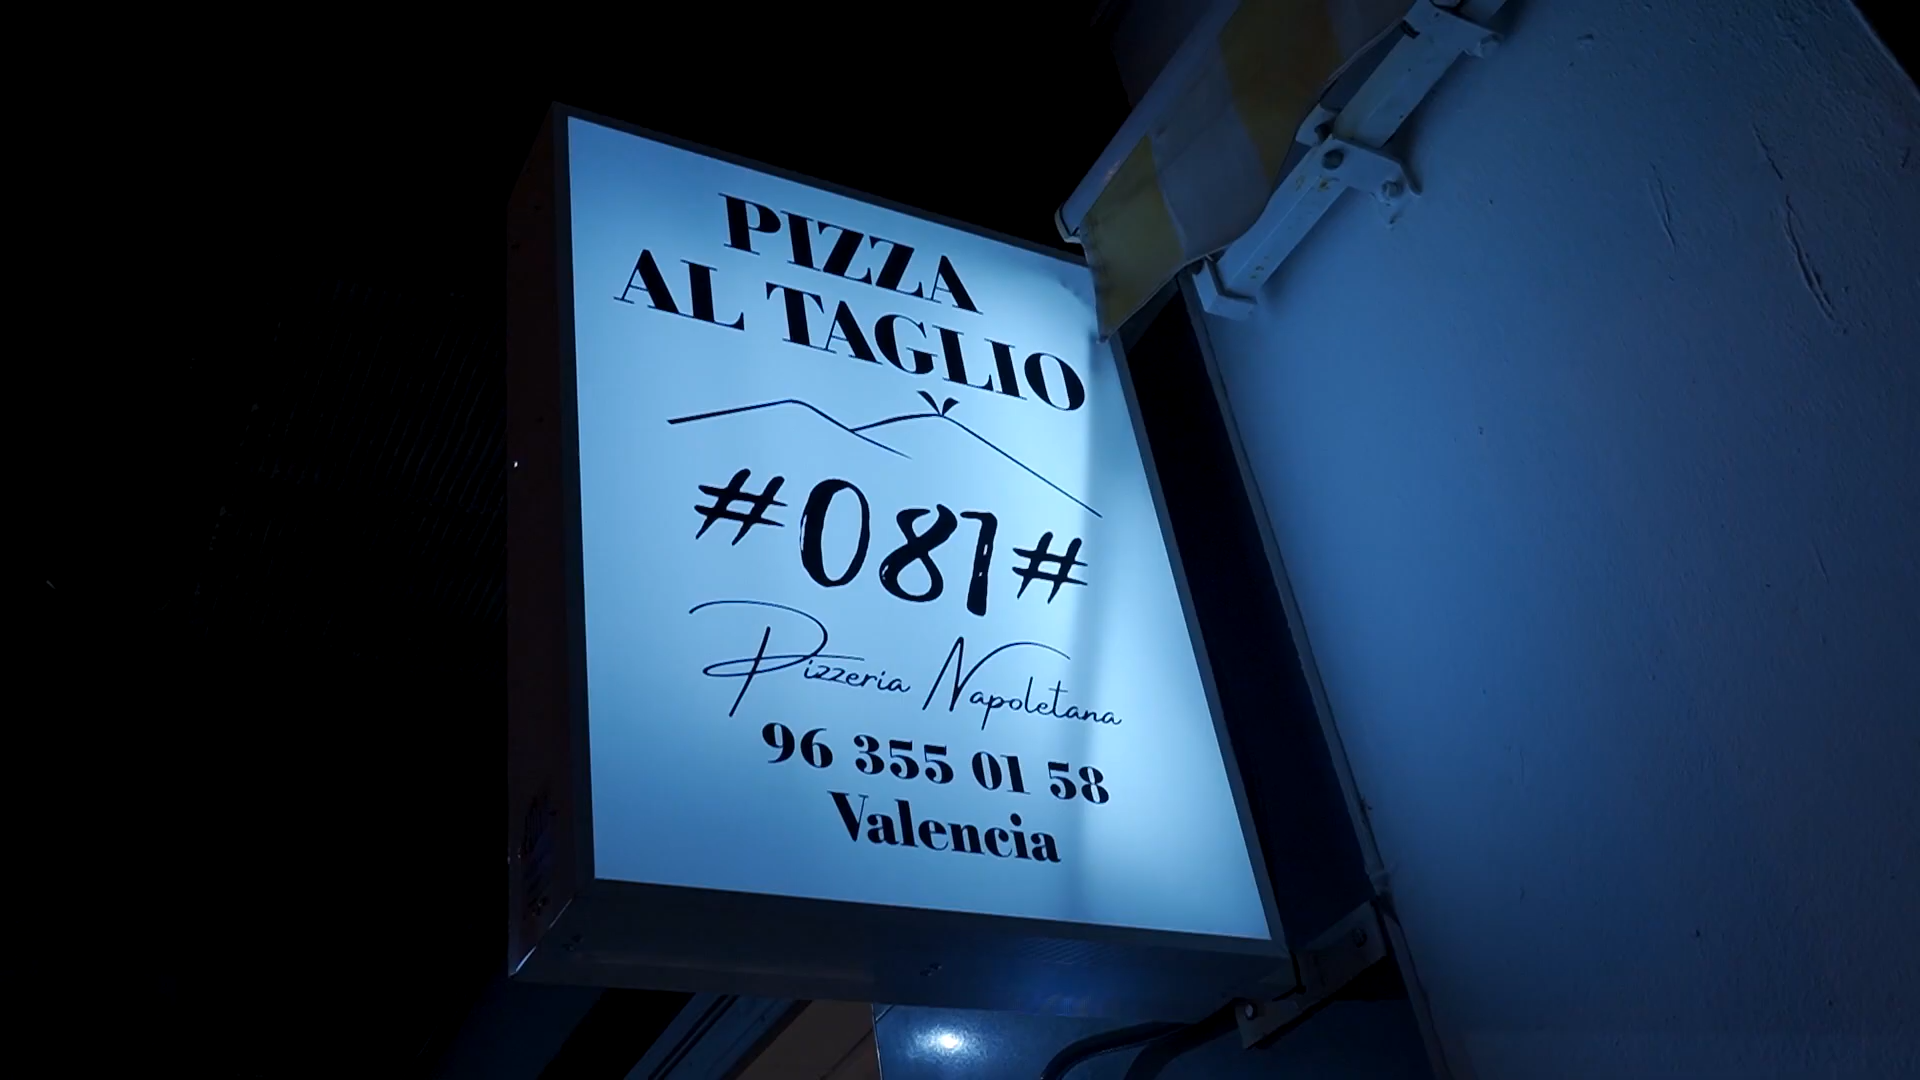 PIZZA
AL TAGLIO
#081#
Pizzeria Napoletana
96 355 01 58
Valencia